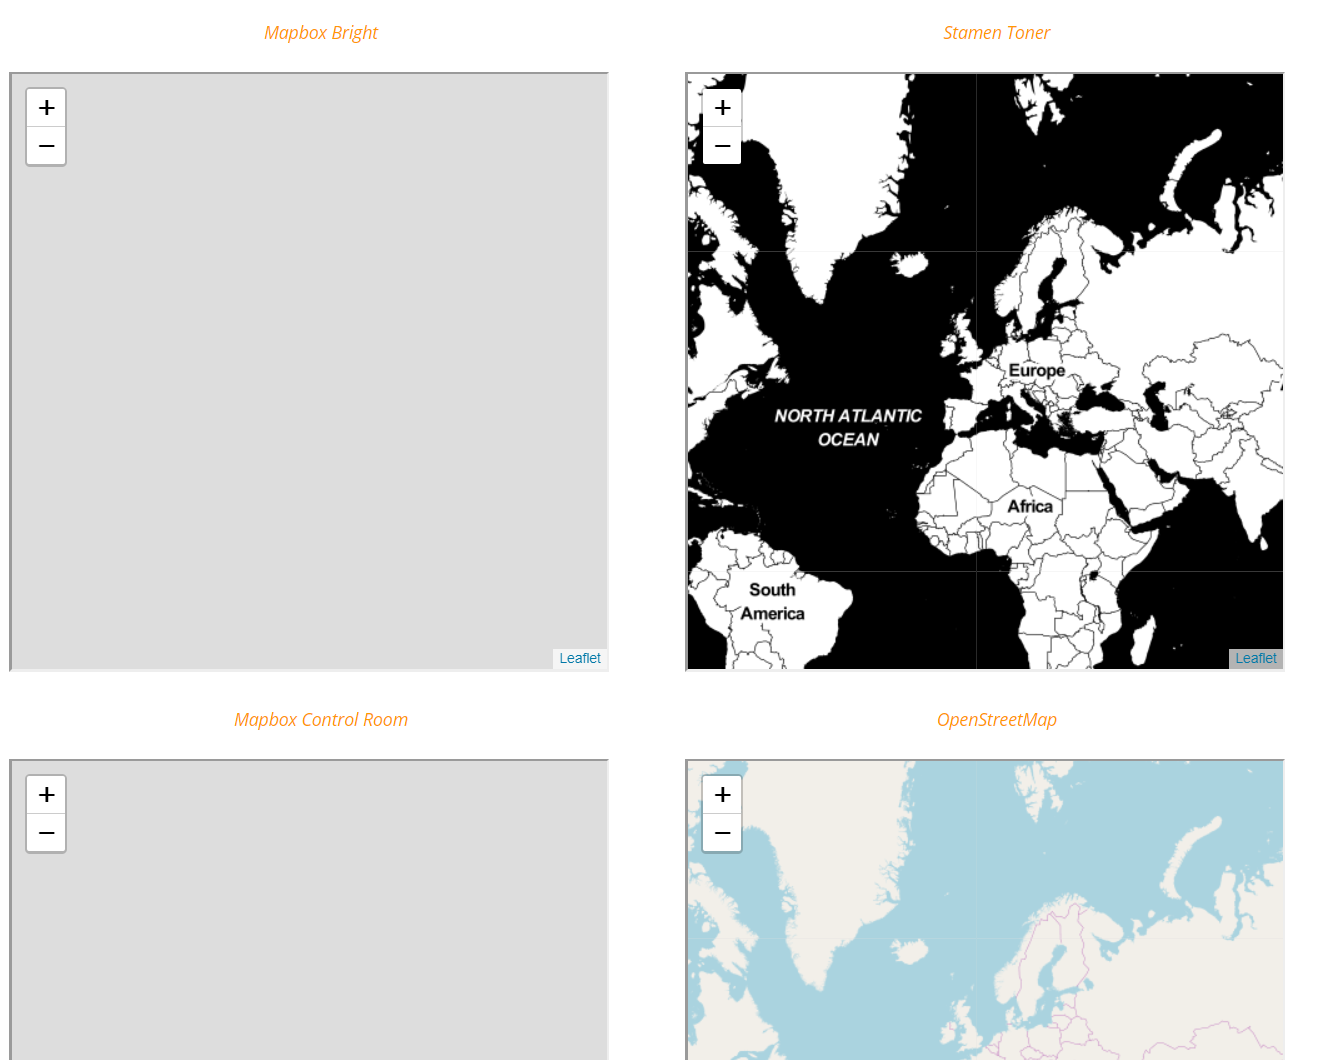 Mapbox Bright
Stamen Toner
+
−
Leaflet
+
−
Europe
NORTH ATLANTIC
OCEAN
Africa
South
America
Leaflet
Mapbox Control Room
OpenStreetMap
+
−
+
−